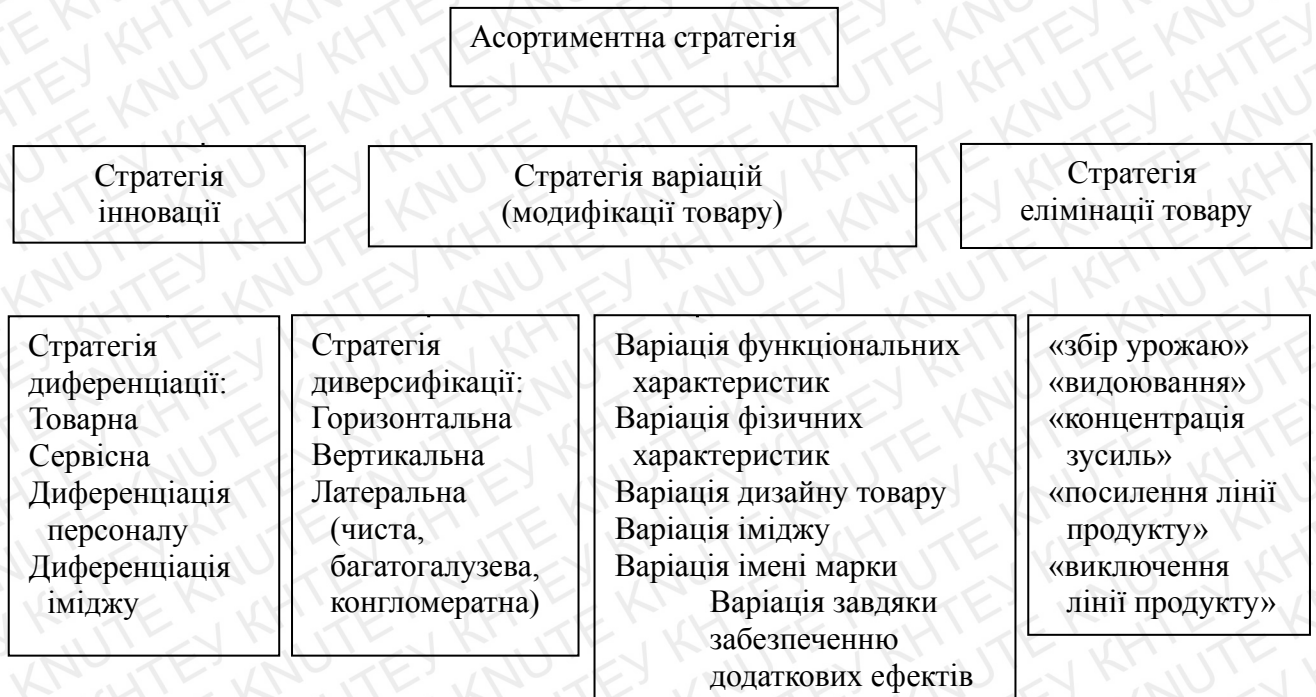 Асортиментна стратегія
Стратегія
інновації
Стратегія варіацій
(модифікації товару)
Стратегія
елімінації товару
Стратегія
диференціації:
Товарна
Сервісна
Диференціація
персоналу
Диференціація
іміджу
Стратегія
диверсифікації:
Горизонтальна
Вертикальна
Латеральна
(чиста,
багатогалузева,
конгломератна)
Варіація функціональних
характеристик
Варіація фізичних
характеристик
Варіація дизайну товару
Варіація іміджу
Варіація імені марки
Варіація завдяки
забезпеченню
додаткових ефектів
«збір урожаю»
«видоювання»
«концентрація
зусиль»
«посилення лінії
продукту»
«виключення
лінії продукту»